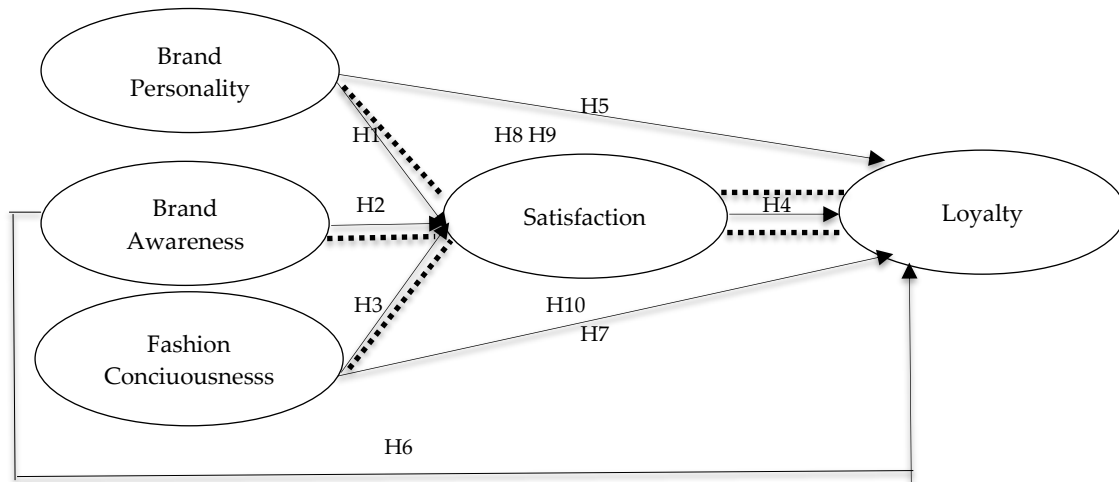 Brand
Personality
H5
H1
H8 H9
Brand
Awareness
H2
Satisfaction
H4
Loyalty
H3
H10
H7
Fashion
Conciuousnesss
H6